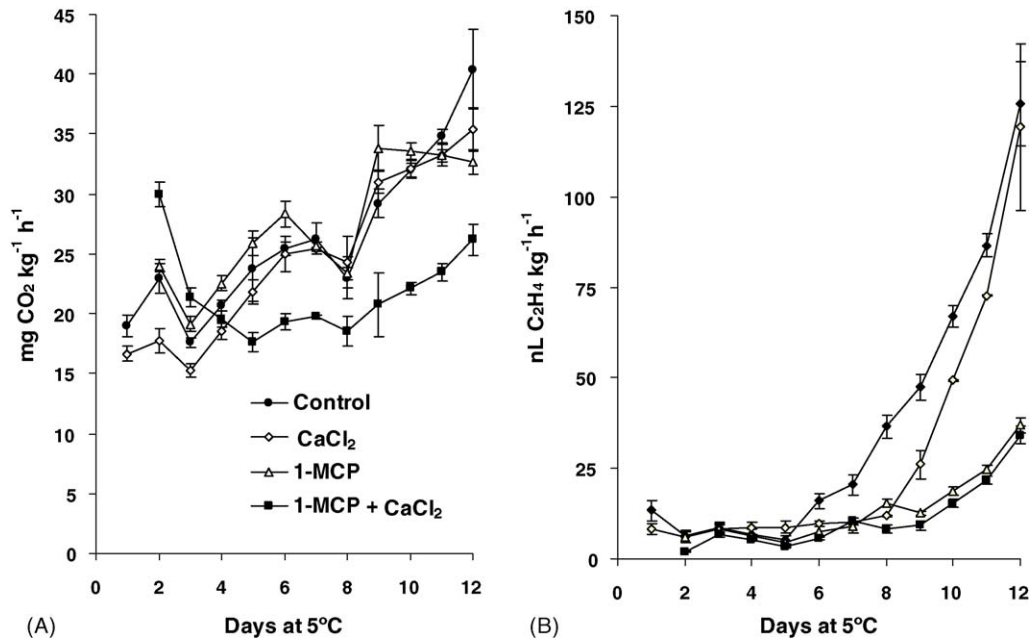 45
40
35
30
25
20
15
10
5
0
mg CO₂ kg⁻¹ h⁻¹
Control
CaCl₂
1-MCP
1-MCP + CaCl₂
0 2 4 6 8 10 12
(A) Days at 5ºC
150
125
100
75
50
25
0
nL C₂H₄ kg⁻¹h⁻¹
0 2 4 6 8 10 12
(B) Days at 5ºC